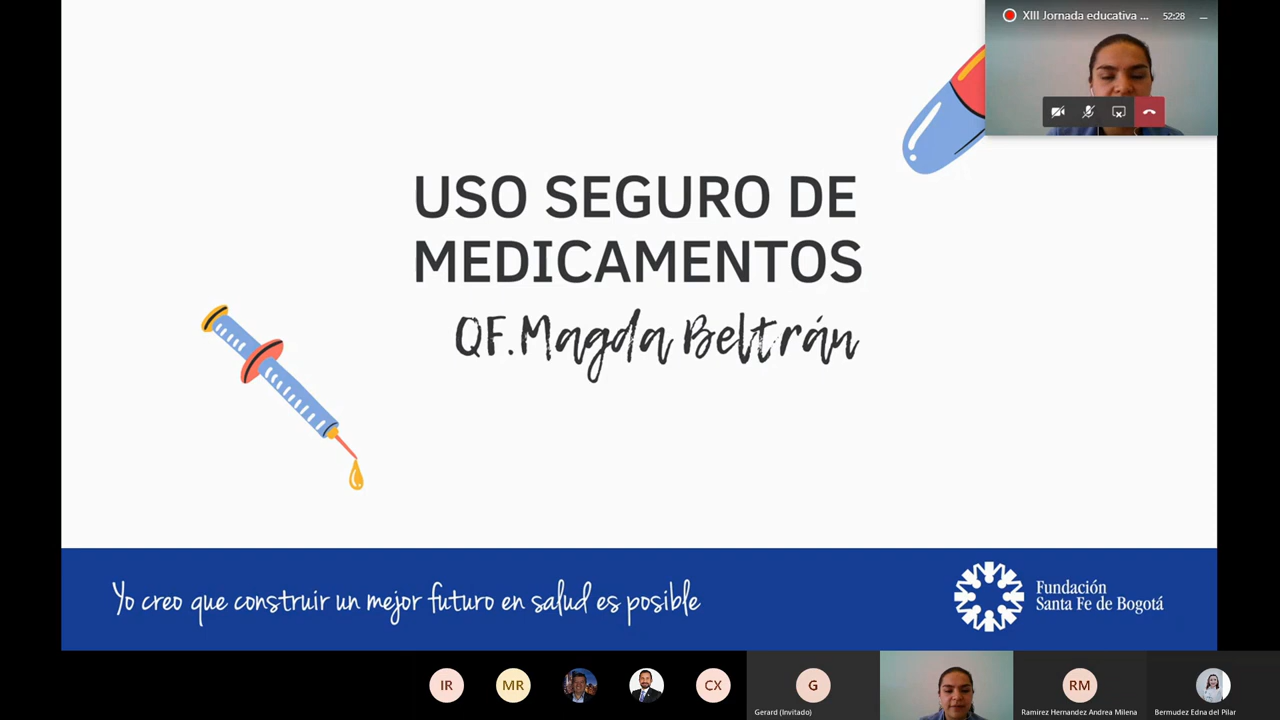 XIII Jornada educativa ...
52:28
USO SEGURO DE
MEDICAMENTOS
QF. Magda Beltrán
Yo creo que construir un mejor futuro en salud es posible
Fundación
Santa Fe de Bogotá
IR
MR
CX
G
RM
Gerard (Invitado)
Ramirez Hernandez Andrea Milena
Bermudez Edna del Pilar